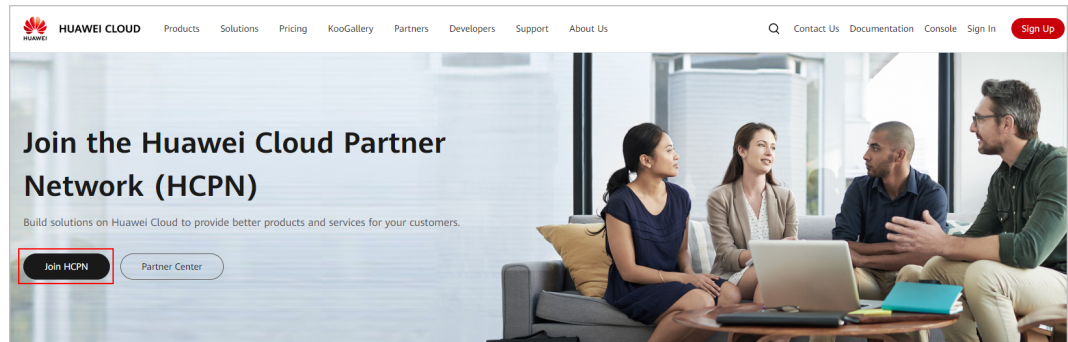 HUAWEI
HUAWEI CLOUD Products Solutions Pricing KooGallery Partners Developers Support About Us Contact Us Documentation Console Sign In Sign Up
Join the Huawei Cloud Partner
Network (HCPN)
Build solutions on Huawei Cloud to provide better products and services for your customers.
Join HCPN Partner Center